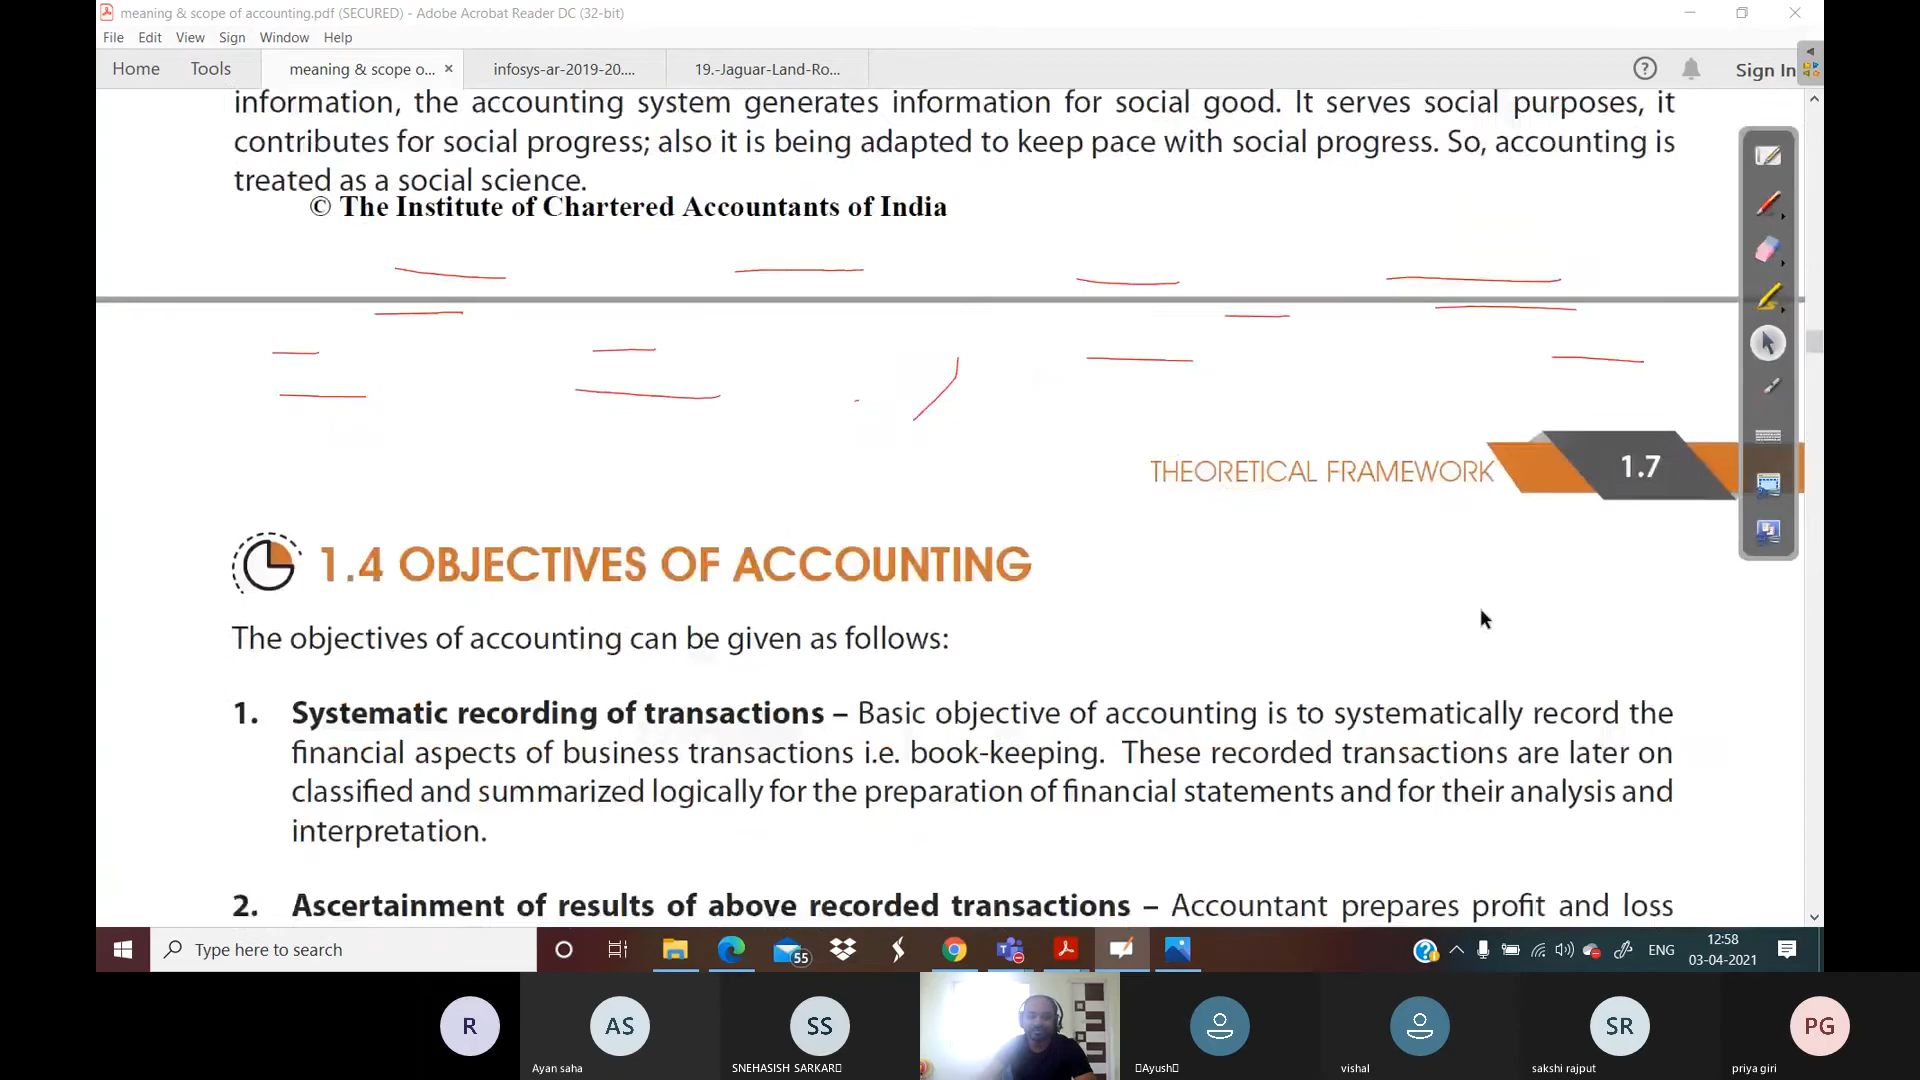 meaning & scope of accounting.pdf (SECURED) - Adobe Acrobat Reader DC (32-bit)
File Edit View Sign Window Help
Home Tools meaning & scope o... × infosys-ar-2019-20.... 19.-Jaguar-Land-Ro... Sign In
information, the accounting system generates information for social good. It serves social purposes, it
contributes for social progress; also it is being adapted to keep pace with social progress. So, accounting is
treated as a social science.
© The Institute of Chartered Accountants of India
THEORETICAL FRAMEWORK 1.7
1.4 OBJECTIVES OF ACCOUNTING
The objectives of accounting can be given as follows:
1. Systematic recording of transactions – Basic objective of accounting is to systematically record the
financial aspects of business transactions i.e. book-keeping. These recorded transactions are later on
classified and summarized logically for the preparation of financial statements and for their analysis and
interpretation.
2. Ascertainment of results of above recorded transactions – Accountant prepares profit and loss
Type here to search 55 ENG 12:58
03-04-2021
R AS SS SR PG
Ayan saha SNEHASISH SARKAR Ayush vishal sakshi rajput priya giri